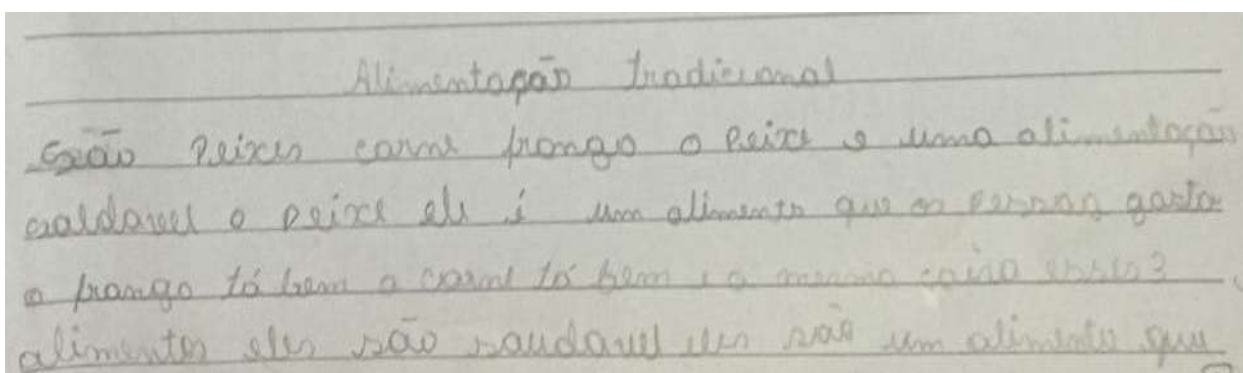 Alimentação tradicional
São Peixes carne frango o Peixe e uma alimentação
saldavel o peixe ele é um alimento que as pessoas gosta
o frango tá bem a carne tá bem e a mesma coisa esses 3
alimentos eles são saudavel eles são um alimento que